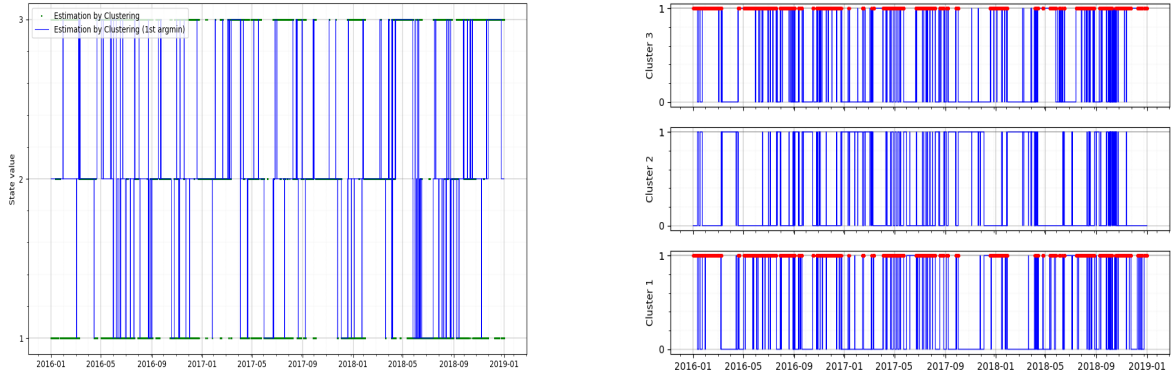 3
Estimation by Clustering
Estimation by Clustering (1st argmin)
State value
2
1
2016-01 2016-05 2016-09 2017-01 2017-05 2017-09 2018-01 2018-05 2018-09 2019-01
Cluster 3
1
0
Cluster 2
1
0
Cluster 1
1
0
2016-01 2016-05 2016-09 2017-01 2017-05 2017-09 2018-01 2018-05 2018-09 2019-01